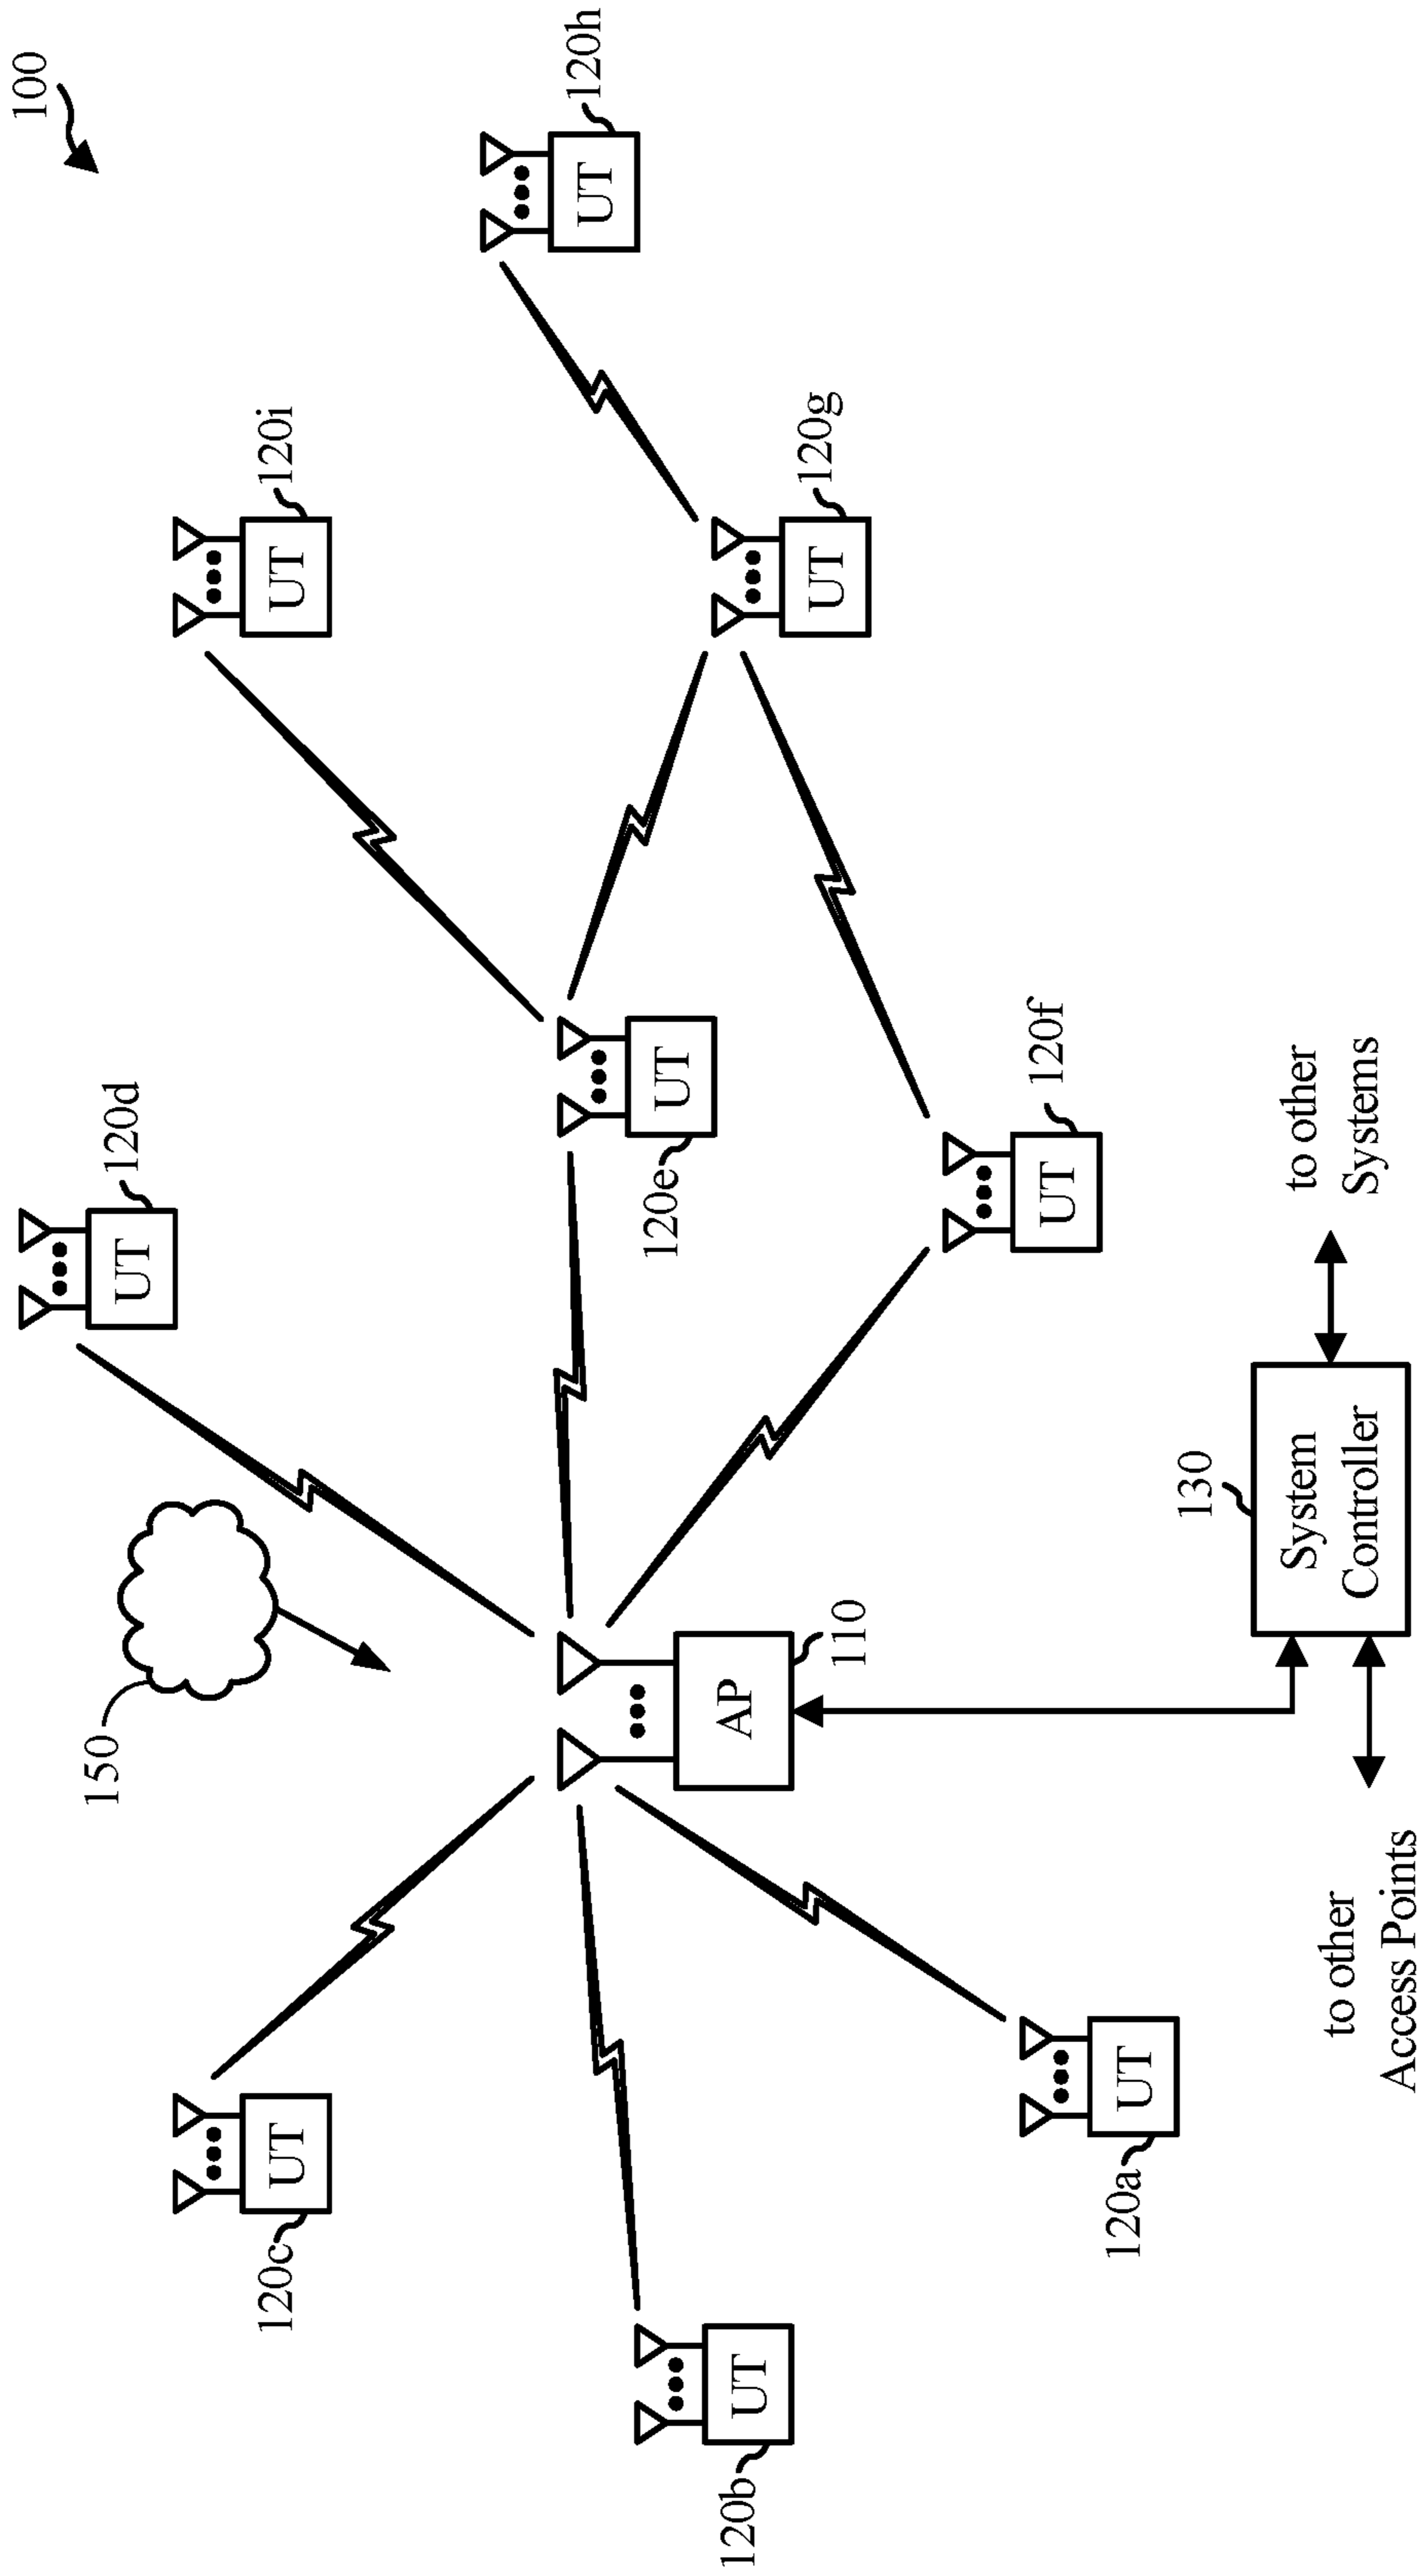 100
120d
UT
150
120i
UT
120c
UT
120h
UT
120e
UT
120g
UT
120b
UT
AP
110
120f
UT
120a
UT
130
System
Controller
to other
Systems
to other
Access Points